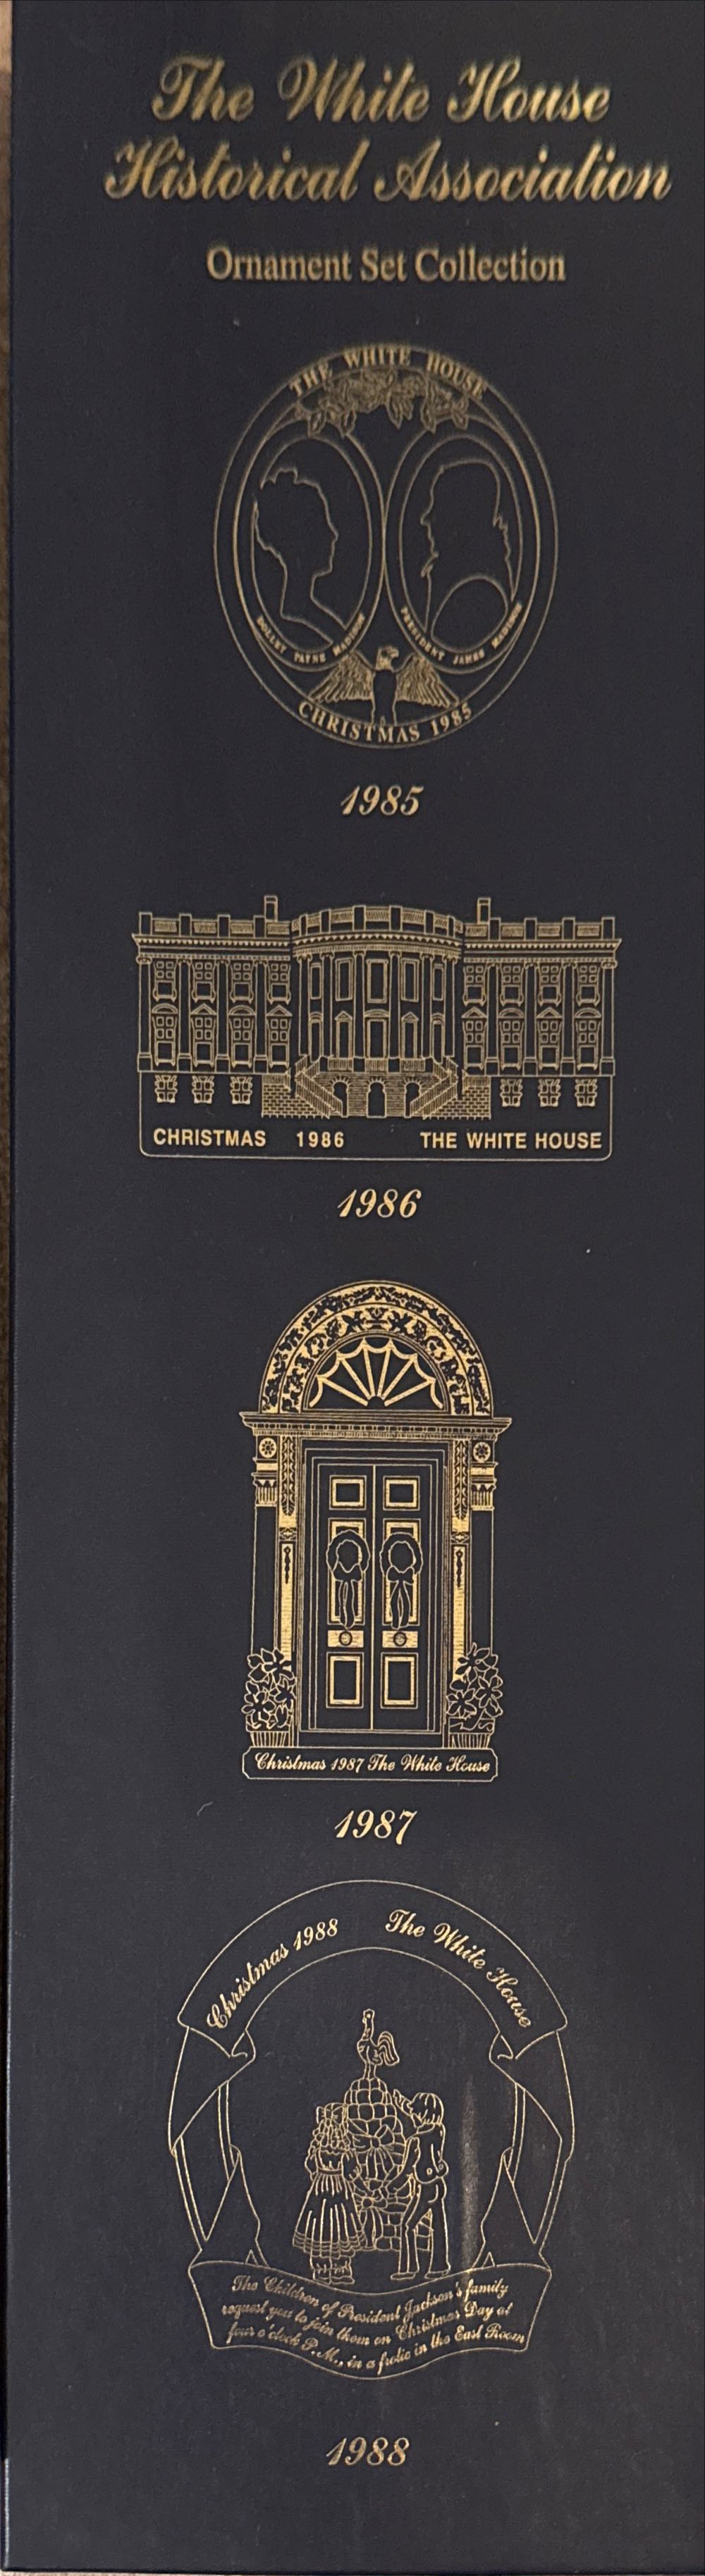 The White House
Historical Association
Ornament Set Collection
THE WHITE HOUSE
DOLLEY PAYNE MADISON
PRESIDENT JAMES MADISON
CHRISTMAS 1985
1985
CHRISTMAS 1986 THE WHITE HOUSE
1986
Christmas 1987 The White House
1987
Christmas 1988 The White House
The Children of President Jackson's family
request you to join them on Christmas Day at
four o'clock P.M., in a frolic in the East Room
1988